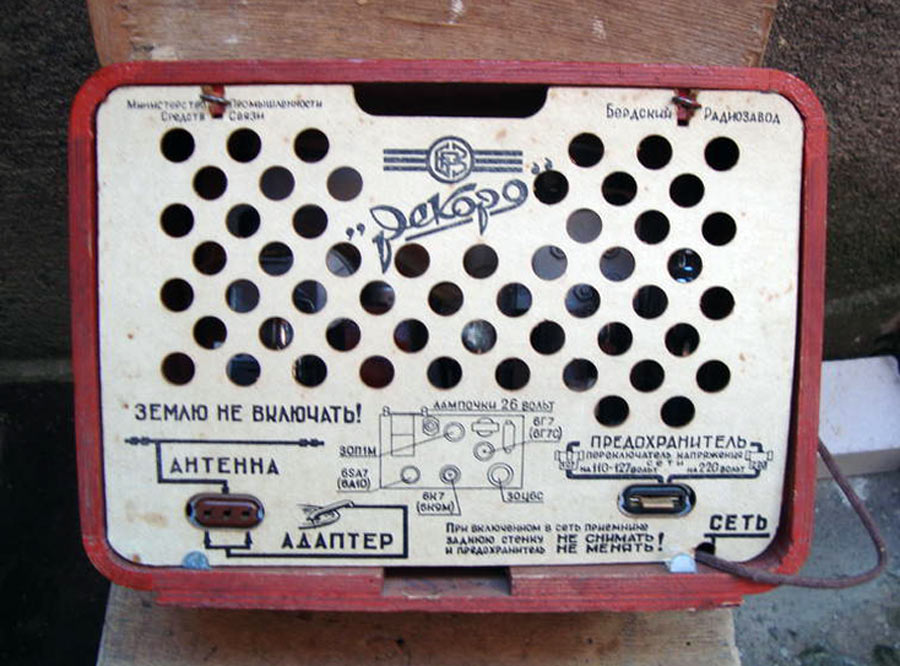 Министерство Промышленности
Средств Связи
Бердский Радиозавод
„Рекорд“
ЗЕМЛЮ НЕ ВКЛЮЧАТЬ!
ЛАМПОЧКИ 26 ВОЛЬТ
6Г7
(6Г7С)
30П1М
6SA7
(6А10)
6К7
(6К9М)
30Ц6С
АНТЕННА
ПРЕДОХРАНИТЕЛЬ
ПЕРЕКЛЮЧАТЕЛЬ НАПРЯЖЕНИЯ
СЕТИ
НА 110-127 ВОЛЬТ НА 220 ВОЛЬТ
АДАПТЕР
СЕТЬ
ПРИ ВКЛЮЧЕННОМ В СЕТЬ ПРИЕМНИКЕ
ЗАДНЮЮ СТЕНКУ НЕ СНИМАТЬ!
И ПРЕДОХРАНИТЕЛЬ НЕ МЕНЯТЬ!